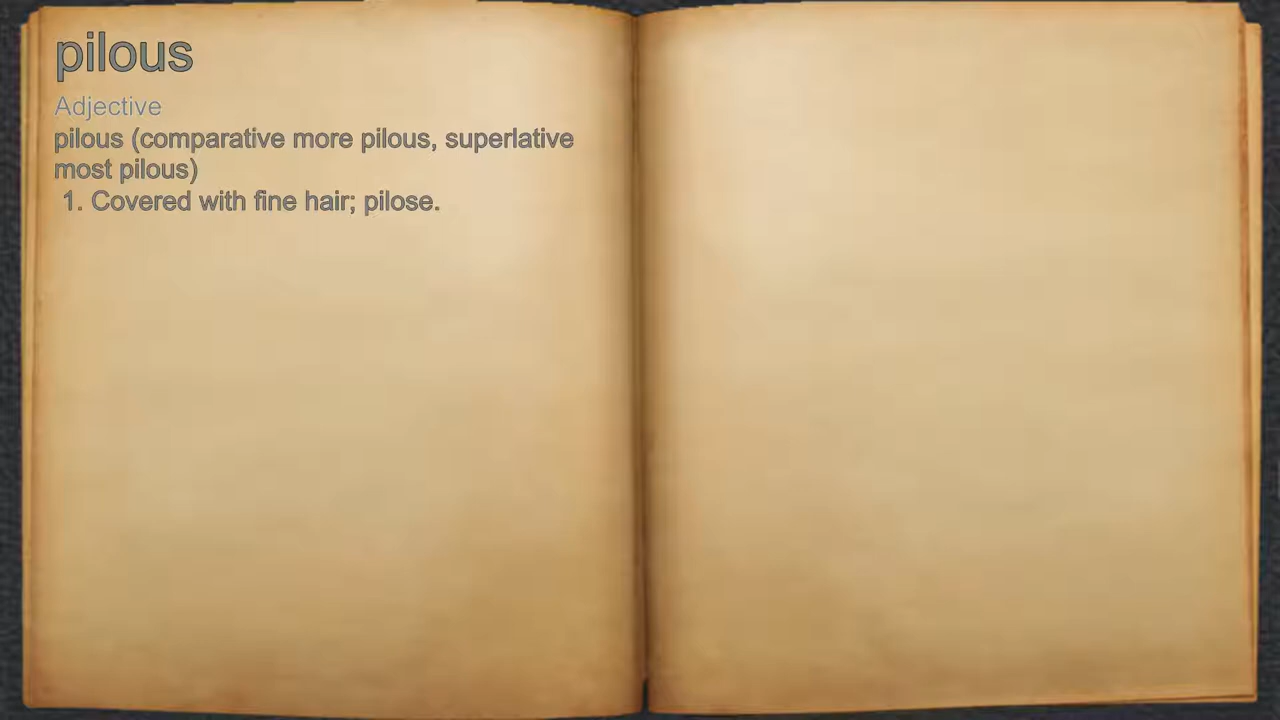 pilous
Adjective
pilous (comparative more pilous, superlative
most pilous)
1. Covered with fine hair; pilose.